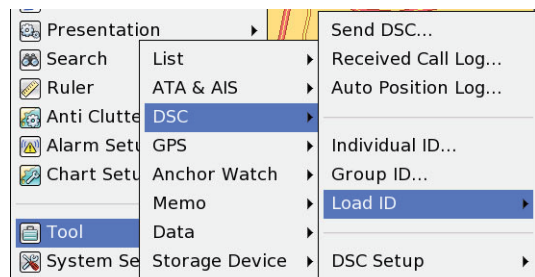 Presentation
Search
Ruler
Anti Clutte
Alarm Setu
Chart Setu
Tool
System Se
List
ATA & AIS
DSC
GPS
Anchor Watch
Memo
Data
Storage Device
Send DSC...
Received Call Log...
Auto Position Log...
Individual ID...
Group ID...
Load ID
DSC Setup